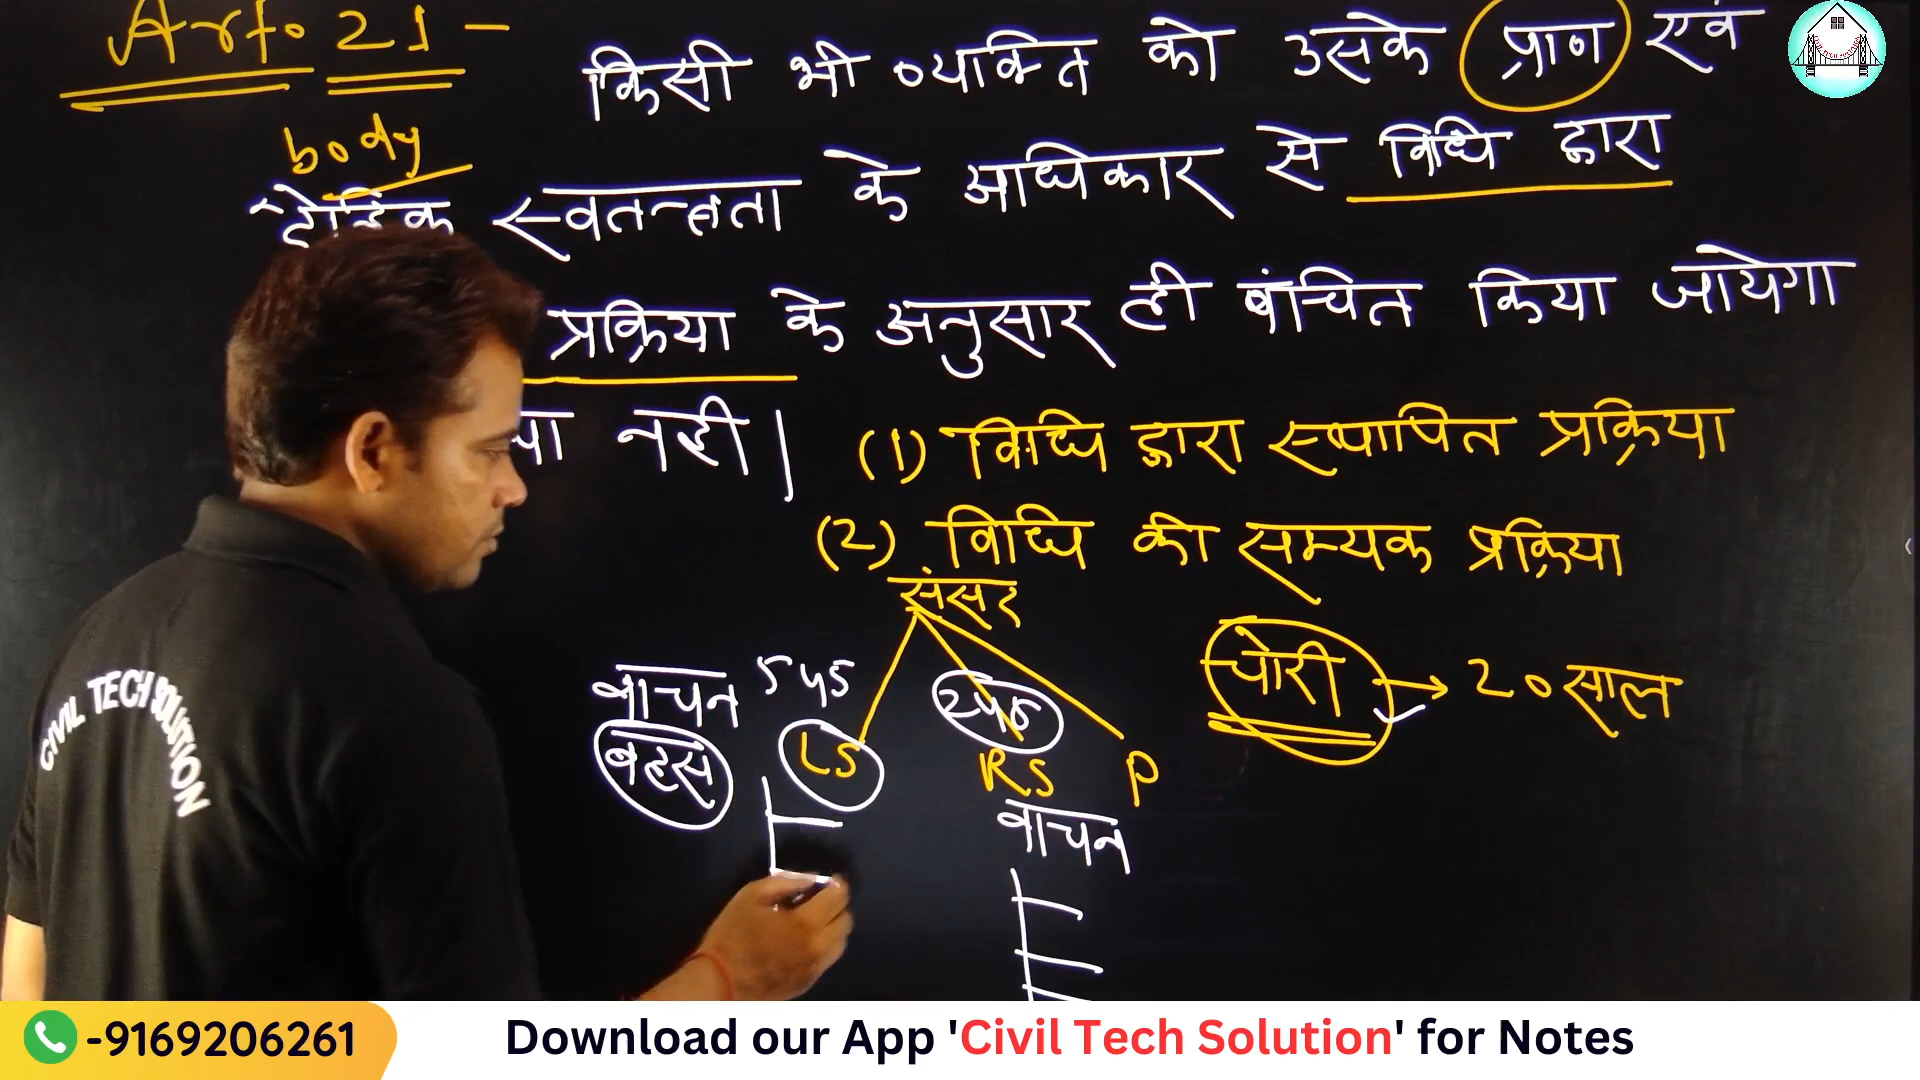 Art. 21 -
किसी भी व्यक्ति को उसके प्राण एवं
body
दैहिक स्वतन्त्रता के अधिकार से विधि द्वारा
प्रक्रिया के अनुसार ही वंचित किया जायेगा
नही।
(1) विधि द्वारा स्थापित प्रक्रिया
(2) विधि की सम्यक प्रक्रिया
संसद
वाचन 545
चोरी → 20 साल
बहस LS RS P
वाचन
CIVIL TECH SOLUTION
-9169206261
Download our App 'Civil Tech Solution' for Notes